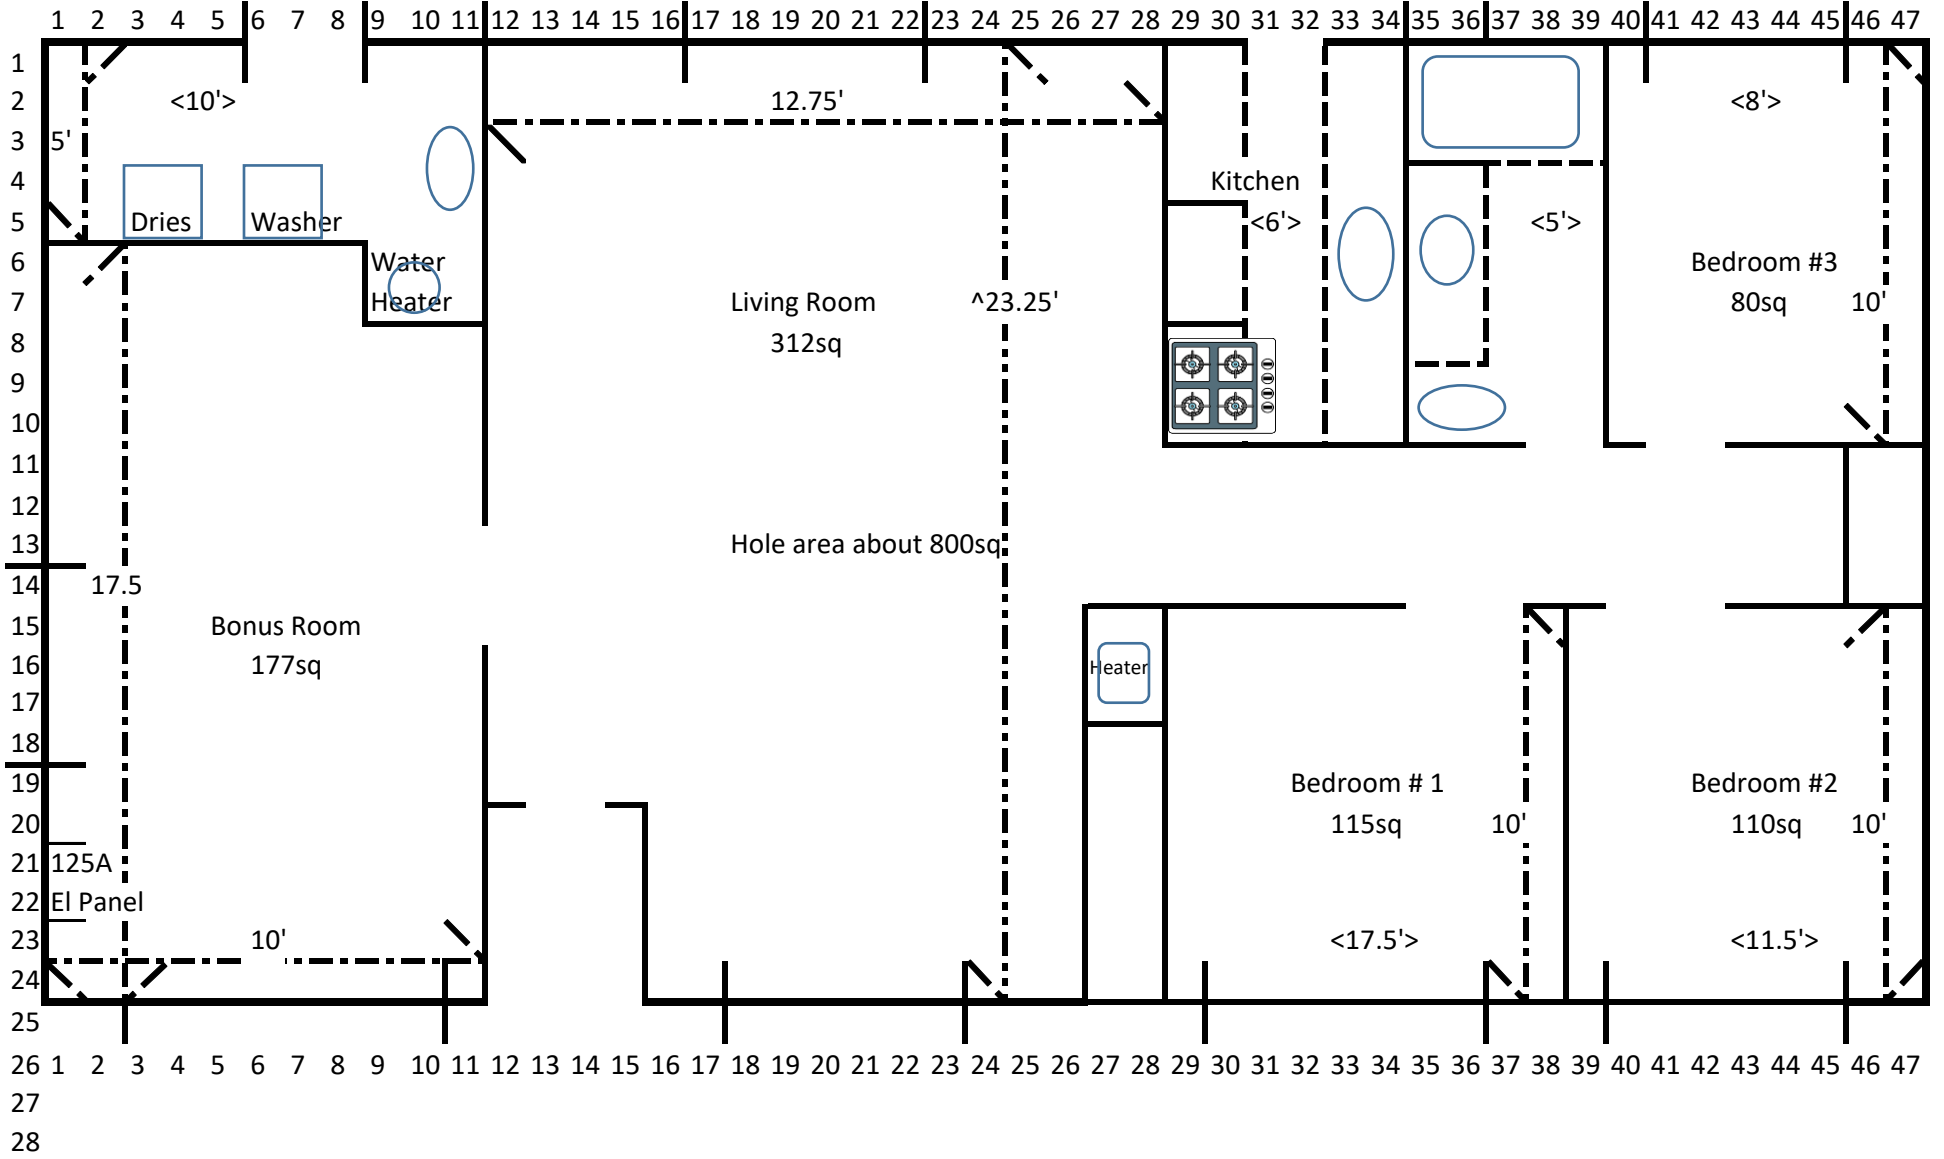 1 2 3 4 5 6 7 8 9 10 11 12 13 14 15 16 17 18 19 20 21 22 23 24 25 26 27 28 29 30 31 32 33 34 35 36 37 38 39 40 41 42 43 44 45 46 47
1
2 <10'> 12.75' <8'>
3 5'
4 Kitchen
5 Dries Washer <6'> <5'>
6 Water Bedroom #3
7 Heater Living Room ^23.25' 80sq 10'
8 312sq
9
10
11
12
13 Hole area about 800sq
14 17.5
15 Bonus Room
16 177sq Heater
17
18
19 Bedroom # 1 Bedroom #2
20 115sq 10' 110sq 10'
21 125A
22 El Panel
23 10' <17.5'> <11.5'>
24
25
26 1 2 3 4 5 6 7 8 9 10 11 12 13 14 15 16 17 18 19 20 21 22 23 24 25 26 27 28 29 30 31 32 33 34 35 36 37 38 39 40 41 42 43 44 45 46 47
27
28